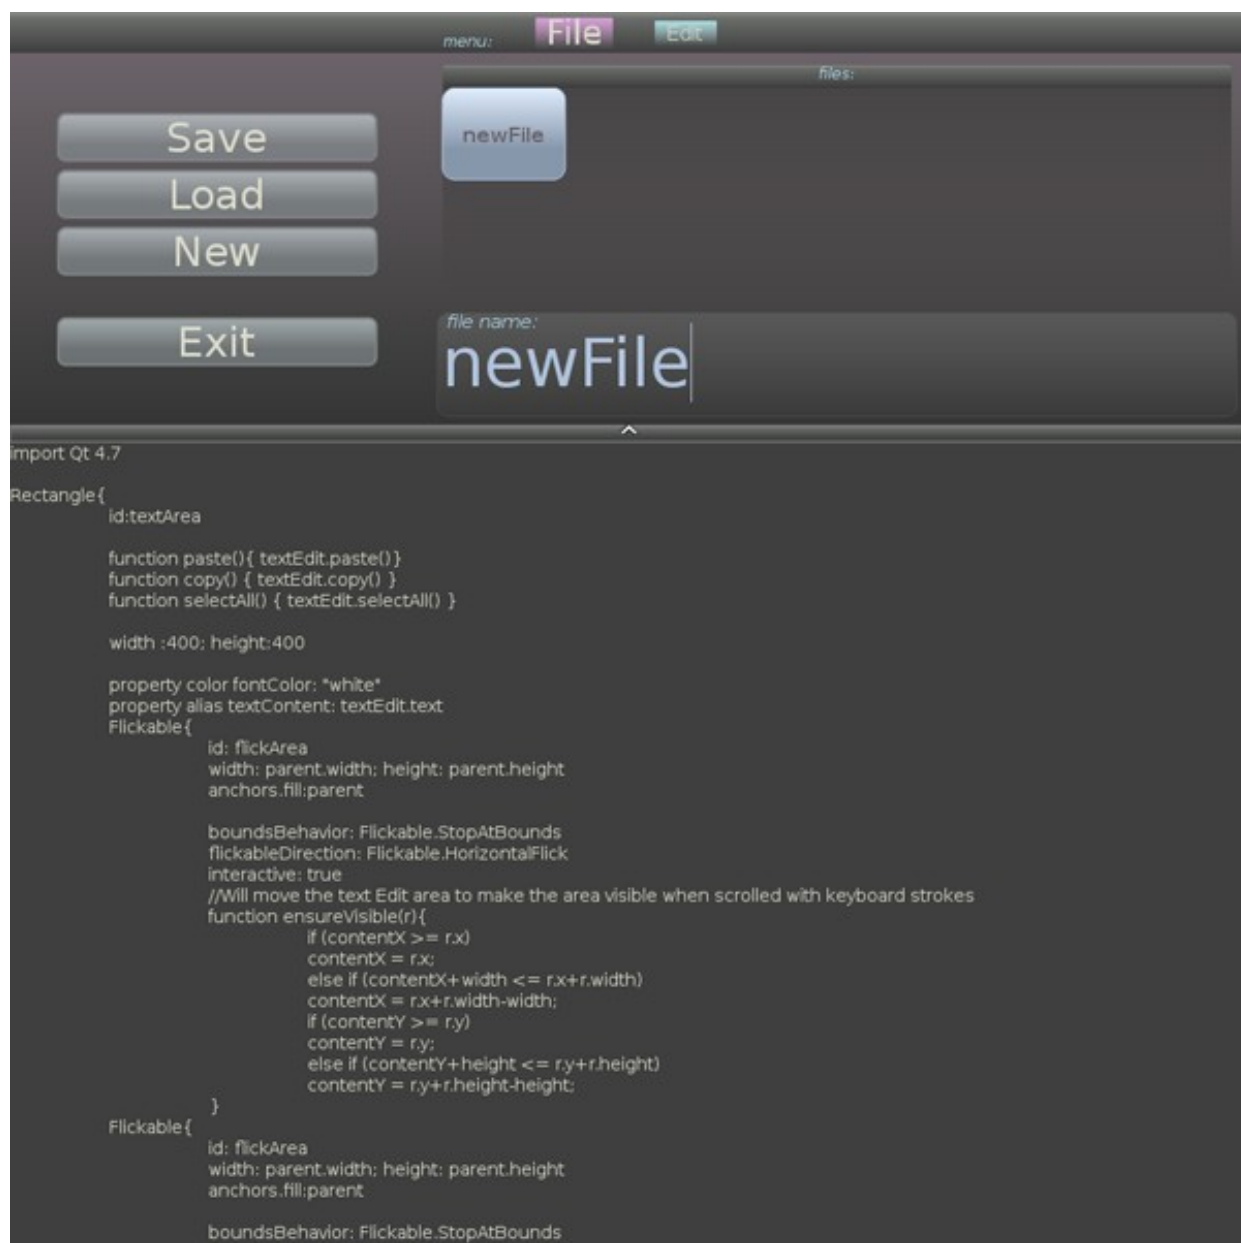 menu: File Edit
files:
newFile
Save
Load
New
Exit
file name:
newFile
import Qt 4.7
Rectangle{
id:textArea
function paste(){ textEdit.paste()}
function copy() { textEdit.copy() }
function selectAll() { textEdit.selectAll() }
width :400; height:400
property color fontColor: "white"
property alias textContent: textEdit.text
Flickable{
id: flickArea
width: parent.width; height: parent.height
anchors.fill:parent
boundsBehavior: Flickable.StopAtBounds
flickableDirection: Flickable.HorizontalFlick
interactive: true
//Will move the text Edit area to make the area visible when scrolled with keyboard strokes
function ensureVisible(r){
if (contentX >= r.x)
contentX = r.x;
else if (contentX+width <= r.x+r.width)
contentX = r.x+r.width-width;
if (contentY >= r.y)
contentY = r.y;
else if (contentY+height <= r.y+r.height)
contentY = r.y+r.height-height;
}
Flickable{
id: flickArea
width: parent.width; height: parent.height
anchors.fill:parent
boundsBehavior: Flickable.StopAtBounds